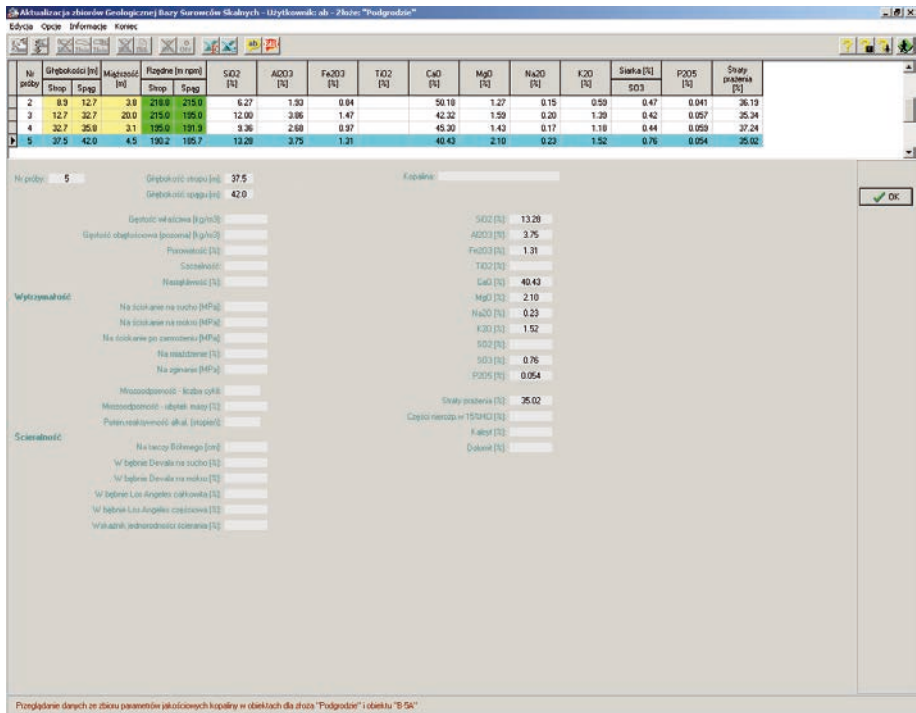 Aktualizacja zbiorów Geologicznej Bazy Surowców Skalnych - Użytkownik: ab - Złoże: "Podgrodzie"
Edycja Opcje Informacje Koniec
Nr próby Głębokości [m] Miąższość [m] Rzędne [m npm] SiO2 [%] Al2O3 [%] Fe2O3 [%] TiO2 [%] CaO [%] MgO [%] Na2O [%] K2O [%] Siarka [%] P2O5 [%] Straty prażenia [%]
Strop Spąg Strop Spąg SO3
2 8.9 12.7 3.8 218.8 215.0 6.27 1.93 0.84 50.18 1.27 0.15 0.59 0.47 0.041 36.19
3 12.7 32.7 20.0 215.0 195.0 12.00 3.86 1.47 42.32 1.59 0.20 1.39 0.42 0.057 35.34
4 32.7 35.8 3.1 195.0 191.9 9.36 2.68 0.97 45.30 1.43 0.17 1.18 0.44 0.059 37.24
5 37.5 42.0 4.5 190.2 185.7 13.28 3.75 1.31 40.43 2.10 0.23 1.52 0.76 0.054 35.02
Nr próby: 5 Głębokość stropu [m]: 37.5 Kopalina:
Głębokość spągu [m]: 42.0
OK
Gęstość właściwa [kg/m3]: SiO2 [%]: 13.28
Gęstość objętościowa (pozorna) [kg/m3]: Al2O3 [%]: 3.75
Porowatość [%]: Fe2O3 [%]: 1.31
Szczelność: TiO2 [%]:
Nasiąkliwość [%]: CaO [%]: 40.43
Wytrzymałość MgO [%]: 2.10
Na ściskanie na sucho [MPa]: Na2O [%]: 0.23
Na ściskanie na mokro [MPa]: K2O [%]: 1.52
Na ściskanie po zamrożeniu [MPa]: SO2 [%]:
Na miażdżenie [%]: SO3 [%]: 0.76
Na zginanie [MPa]: P2O5 [%]: 0.054
Mrozoodporność - liczba cykli:
Mrozoodporność - ubytek masy [%]: Straty prażenia [%]: 35.02
Poten.reaktywność alkal. [stopień]: Części nierozp.w 15%HCl [%]:
Ścieralność Kalcyt [%]:
Na tarczy Böhmego [cm]: Dolomit [%]:
W bębnie Devala na sucho [%]:
W bębnie Devala na mokro [%]:
W bębnie Los Angeles całkowita [%]:
W bębnie Los Angeles częściowa [%]:
Wskaźnik jednorodności ścierania [%]:
Przeglądanie danych ze zbioru parametrów jakościowych kopaliny w obiektach dla złoża "Podgrodzie" i obiektu "B-5A"